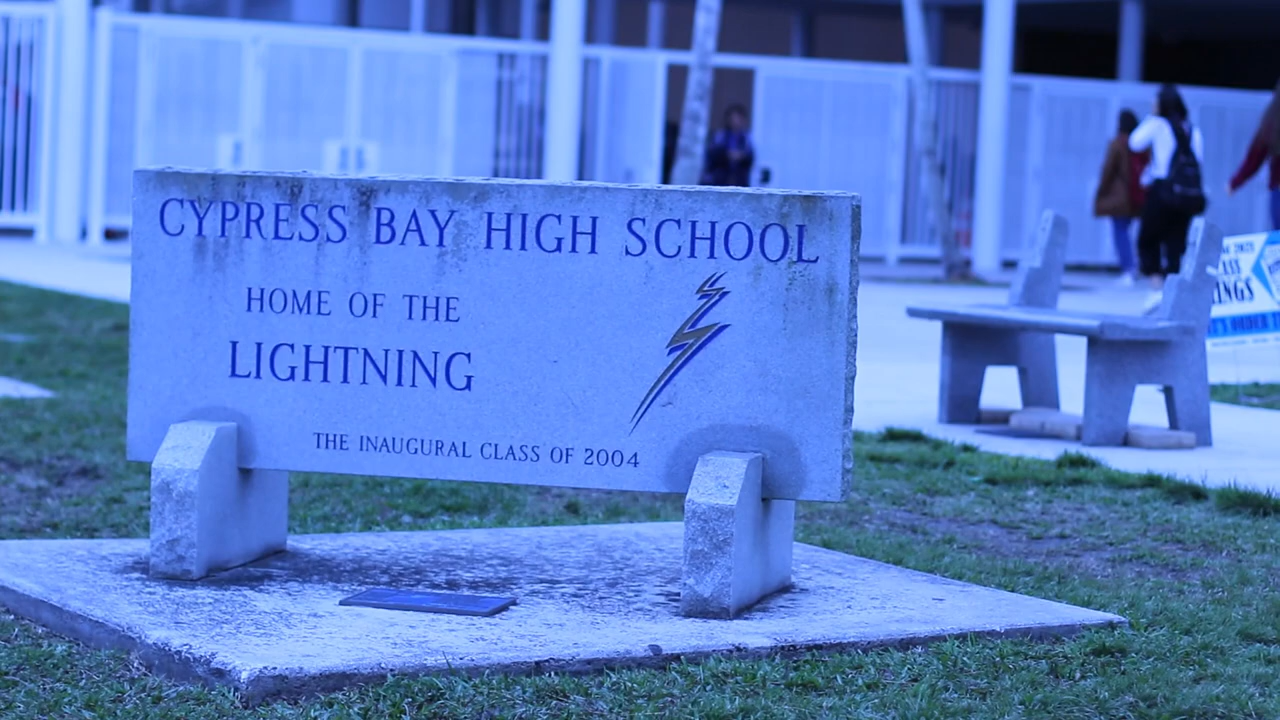 CYPRESS BAY HIGH SCHOOL
HOME OF THE
LIGHTNING
THE INAUGURAL CLASS OF 2004